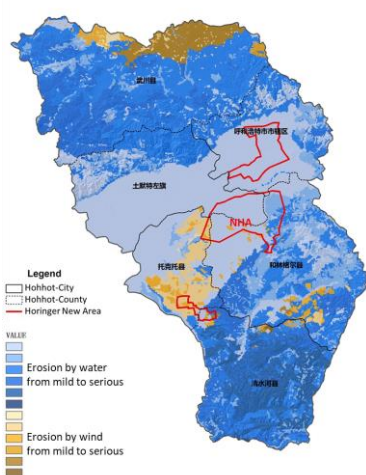 武川县
呼和浩特市市辖区
土默特左旗
NHA
托克托县
和林格尔县
清水河县
Legend
Hohhot-City
Hohhot-County
Horinger New Area
VALUE
Erosion by water
from mild to serious
Erosion by wind
from mild to serious